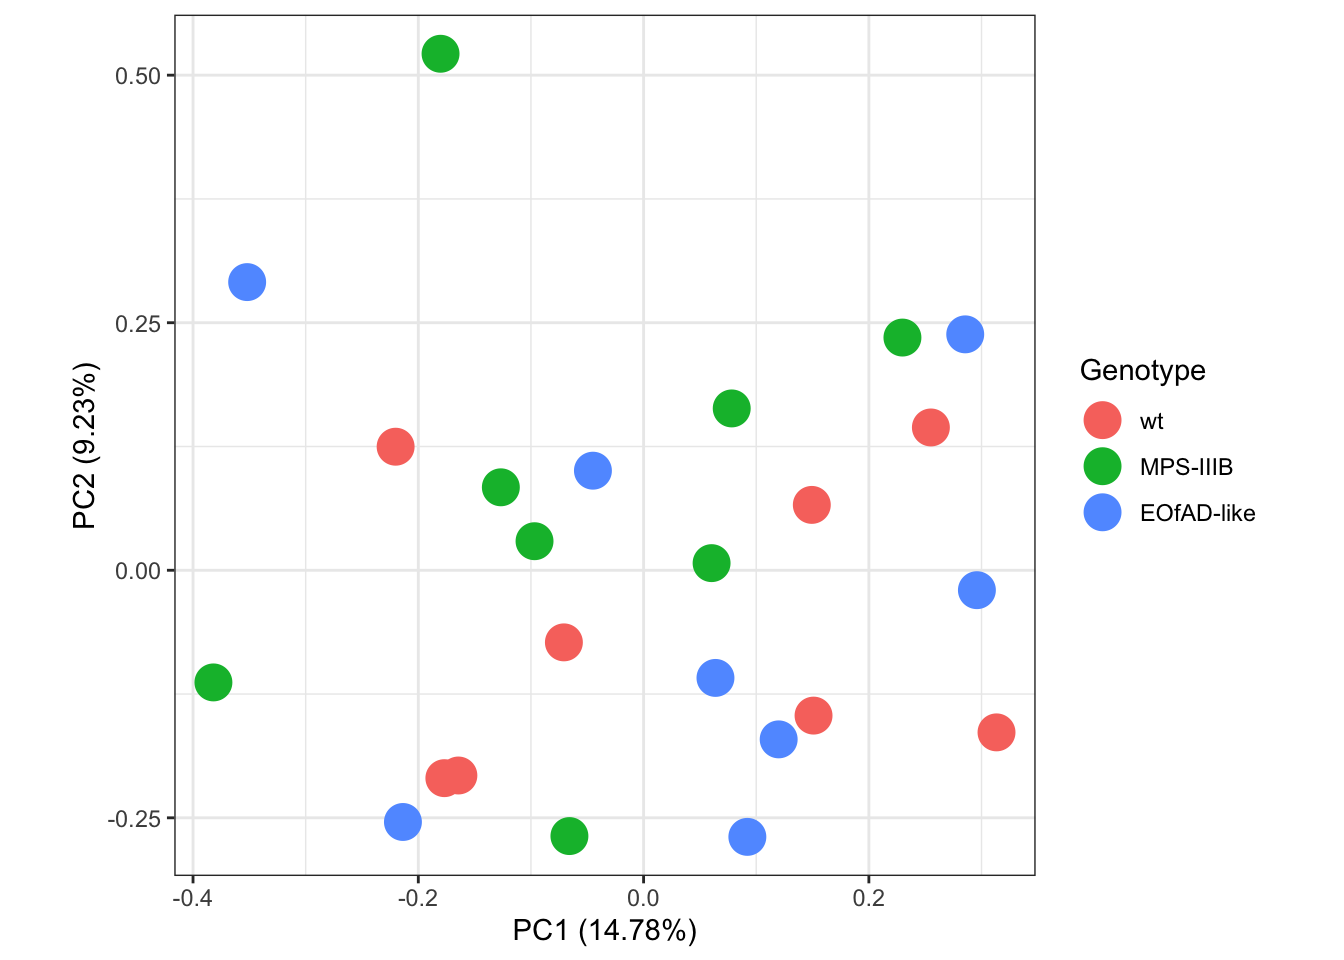 0.50
0.25
0.00
-0.25
-0.4
-0.2
0.0
0.2
PC1 (14.78%)
PC2 (9.23%)
Genotype
wt
MPS-IIIB
EOfAD-like